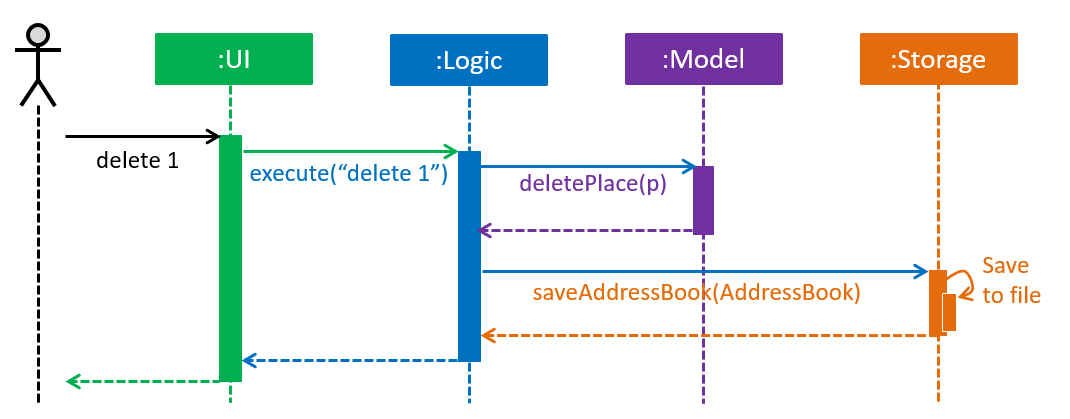 :UI
:Logic
:Model
:Storage
delete 1
execute(“delete 1”)
deletePlace(p)
saveAddressBook(AddressBook)
Save
to file